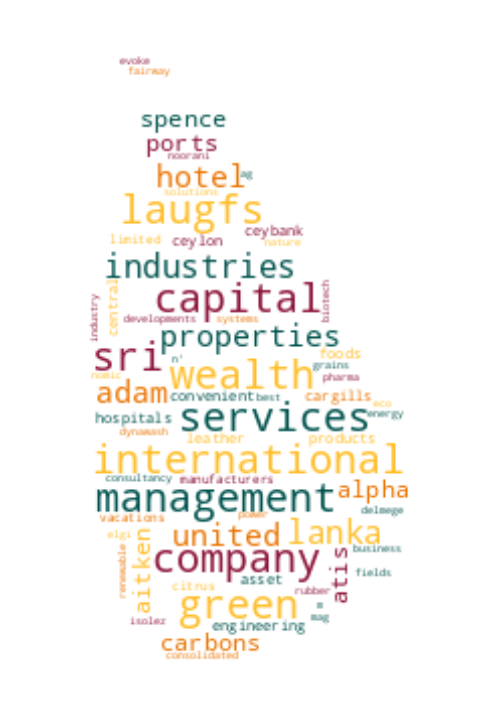 evoke
fairway
spence
ports
noorani
hotel ag
solutions
laugfs
ceybank
limited ceylon nature
industries
central capital biotech
industry developments systems
properties
sri n' foods
wealth grains
nomic pharma
adam convenient best cargills eco
hospitals services energy
dynawash leather products
international
consultancy manufacturers
management alpha
vacations power delmege
elgi united lanka
renewable aitken company atis business
asset fields
citrus rubber
green m
isolez engineering mag
carbons
consolidated